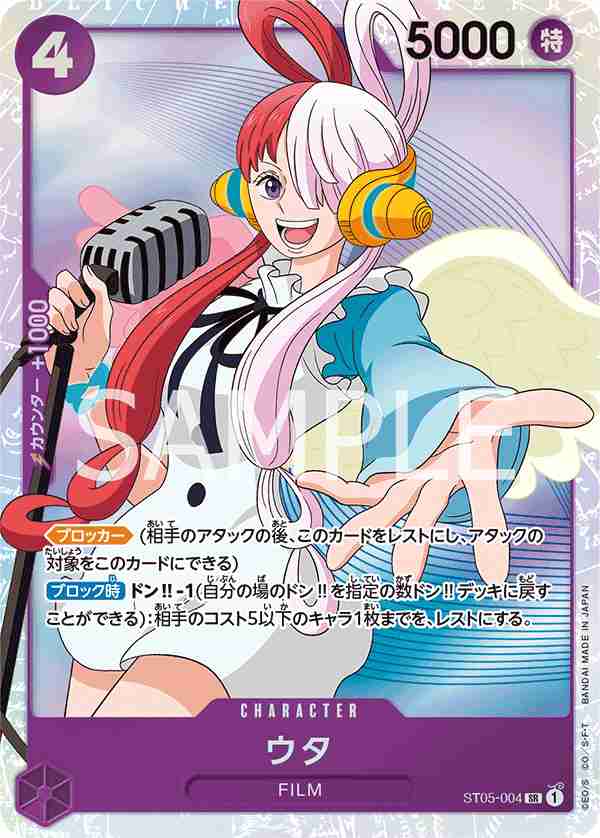 4
5000
特
カウンター +1000
SAMPLE
ブロッカー (相手のアタックの後、このカードをレストにし、アタックの
対象をこのカードにできる)
ブロック時 ドン!!-1(自分の場のドン!!を指定の数ドン!!デッキに戻す
ことができる):相手のコスト5以下のキャラ1枚までを、レストにする。
CHARACTER
ウタ
FILM
ST05-004 SR 1
©E.O/S ©O/S・F・T BANDAI MADE IN JAPAN